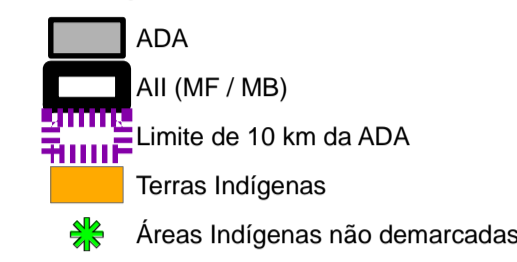 ADA
AII (MF / MB)
Limite de 10 km da ADA
Terras Indígenas
Áreas Indígenas não demarcadas